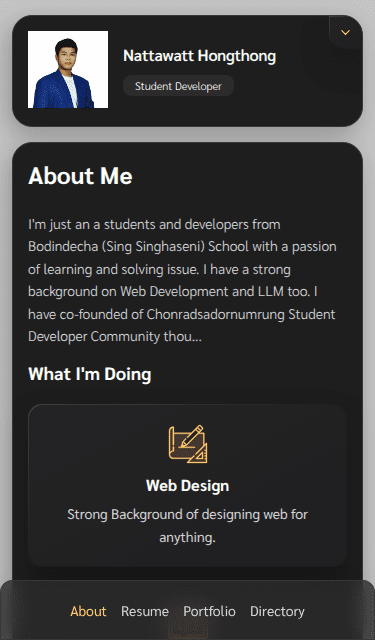 Nattawatt Hongthong
Student Developer
About Me
I'm just an a students and developers from
Bodindecha (Sing Singhaseni) School with a passion
of learning and solving issue. I have a strong
background on Web Development and LLM too. I
have co-founded of Chonradsadornumrung Student
Developer Community thou...
What I'm Doing
Web Design
Strong Background of designing web for
anything.
About Resume Portfolio Directory